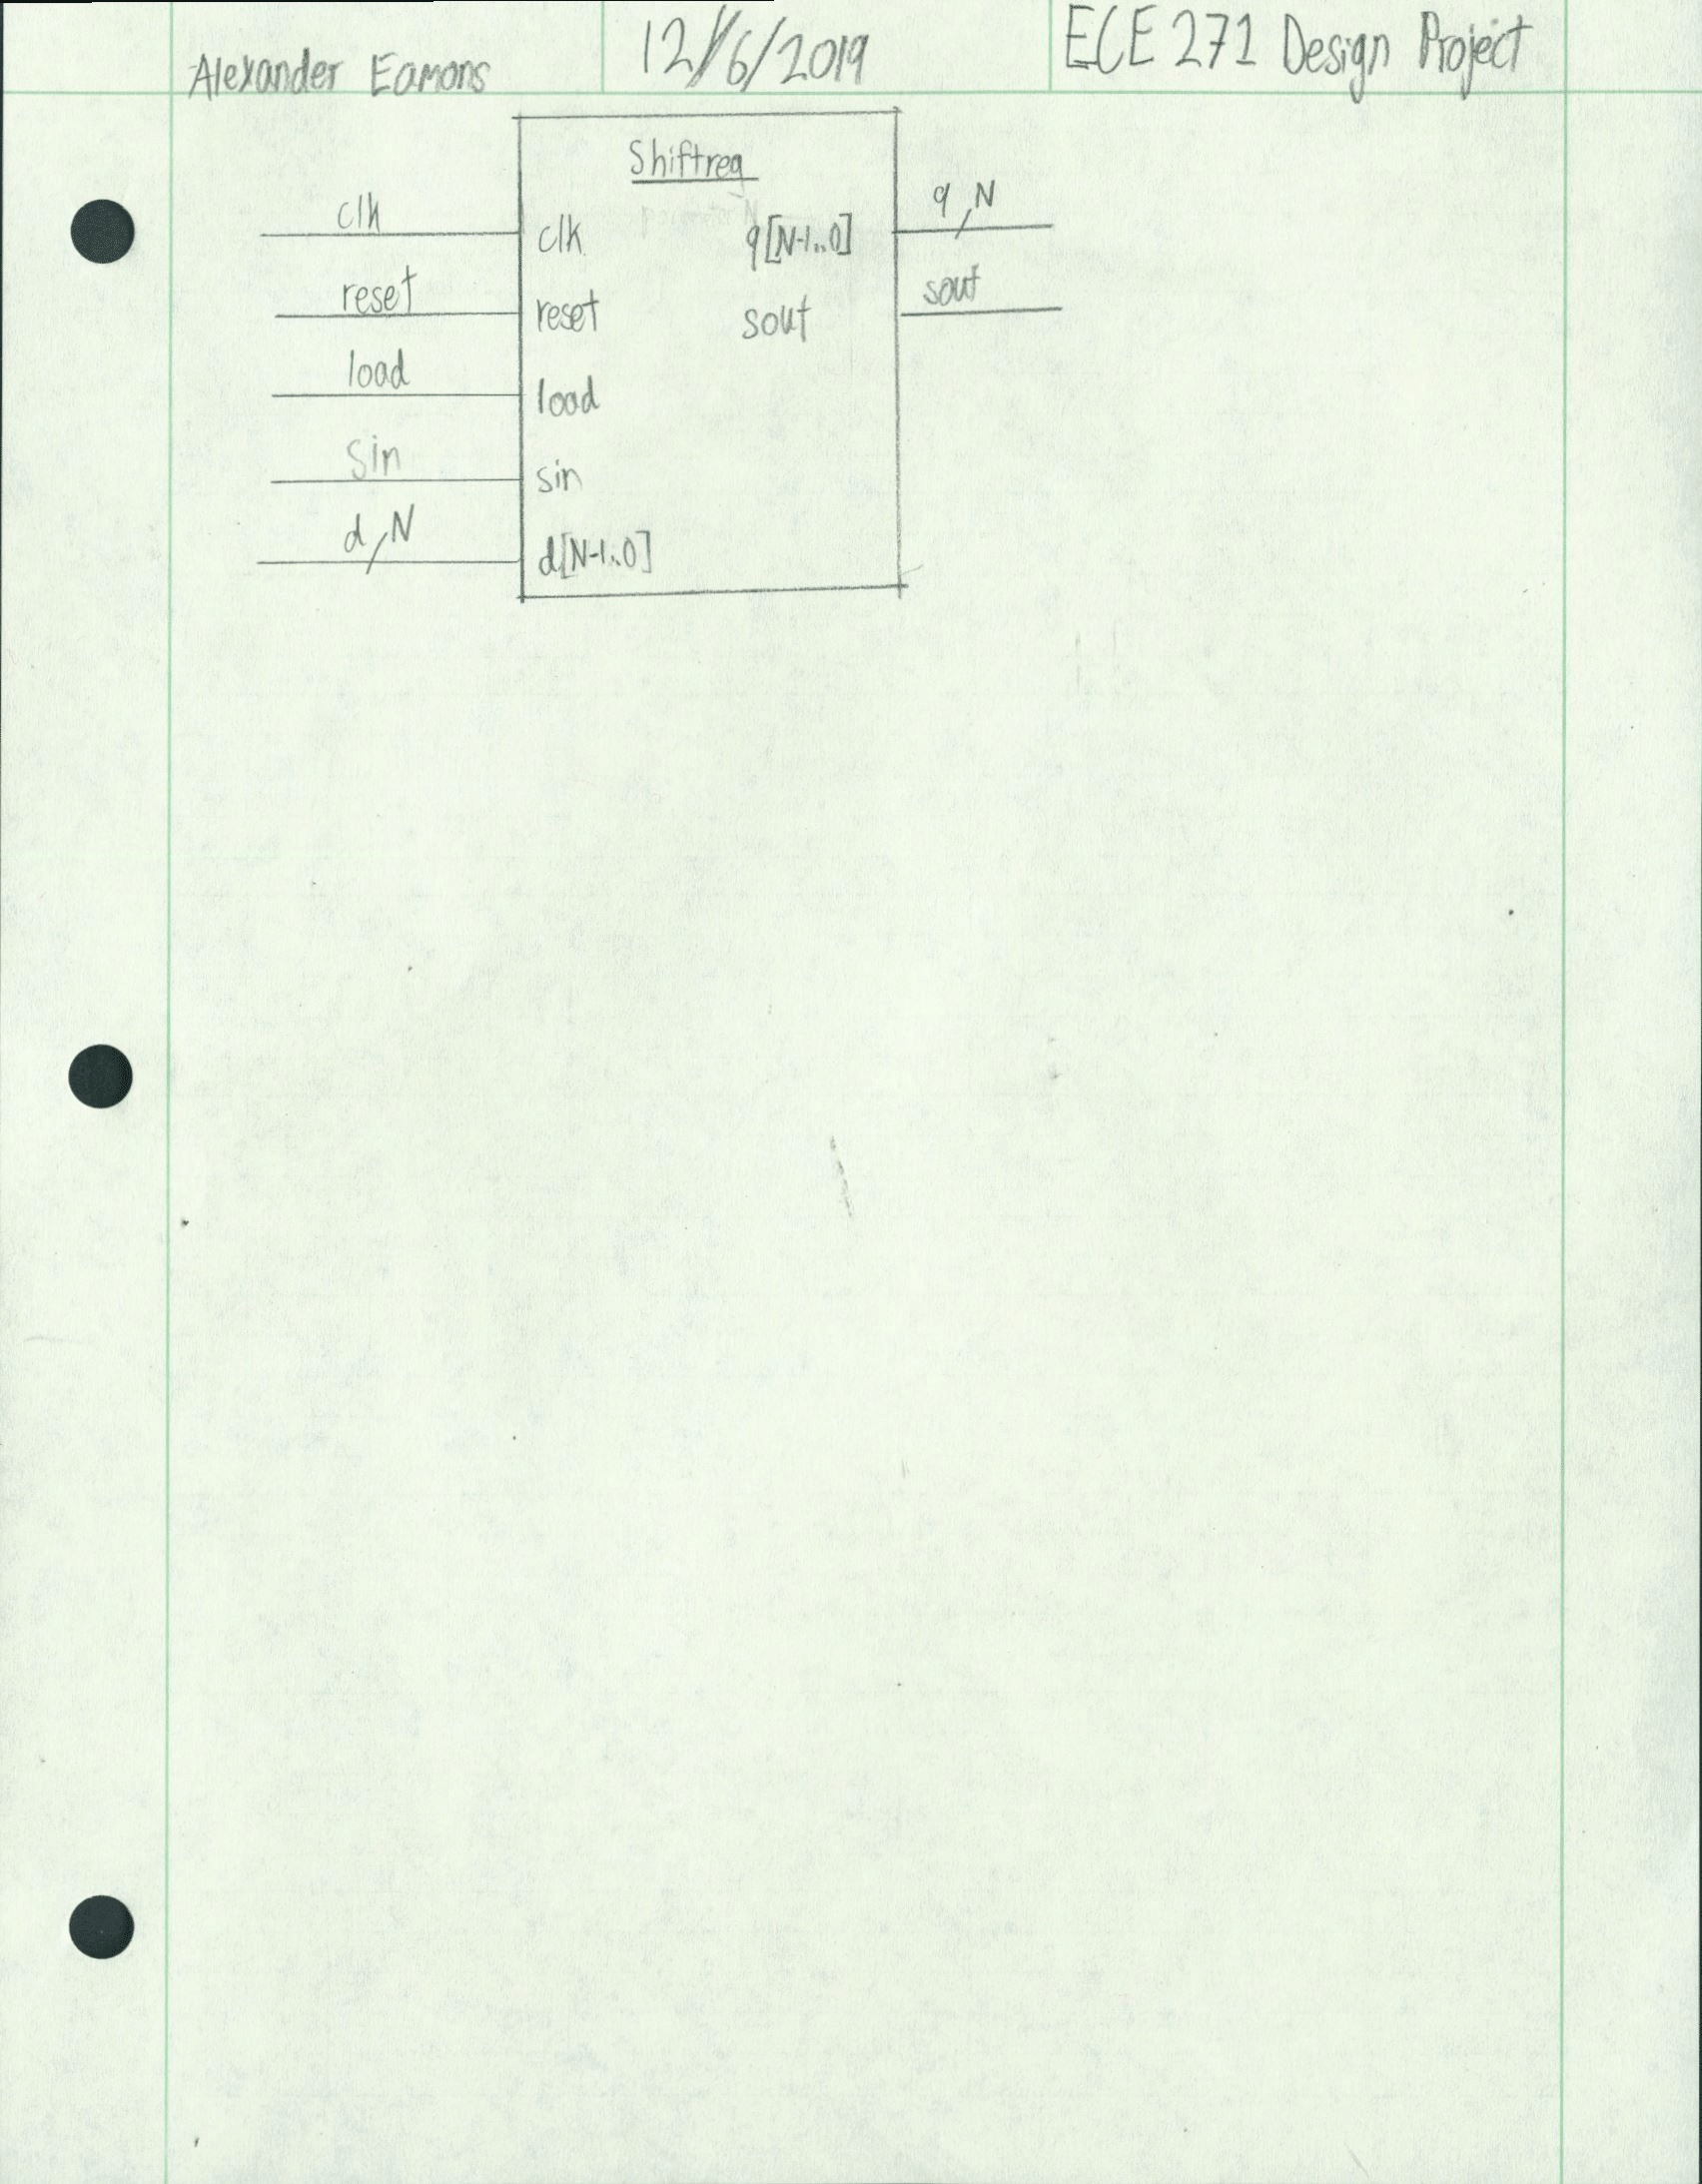 Alexander Eamons
12/6/2019
ECE 271 Design Project
Shiftreg
clk
clk
q[N-1..0]
q
N
reset
reset
sout
sout
load
load
sin
sin
d
N
d[N-1..0]